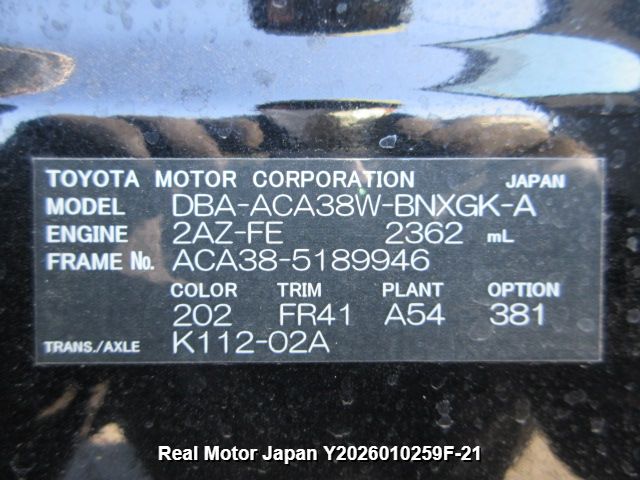 TOYOTA MOTOR CORPORATION JAPAN
MODEL DBA-ACA38W-BNXGK-A
ENGINE 2AZ-FE 2362 mL
FRAME No. ACA38-5189946
COLOR TRIM PLANT OPTION
202 FR41 A54 381
TRANS./AXLE K112-02A
Real Motor Japan Y2026010259F-21